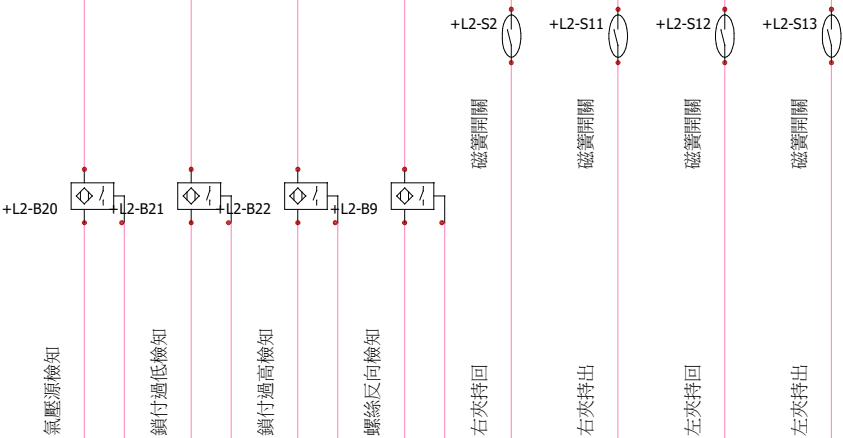 +L2-S2
+L2-S11
+L2-S12
+L2-S13
磁簧開關
磁簧開關
磁簧開關
磁簧開關
+L2-B20
+L2-B21
+L2-B22
+L2-B9
氣壓源檢知
鎖付過低檢知
鎖付過高檢知
螺絲反向檢知
右夾持回
右夾持出
左夾持回
左夾持出